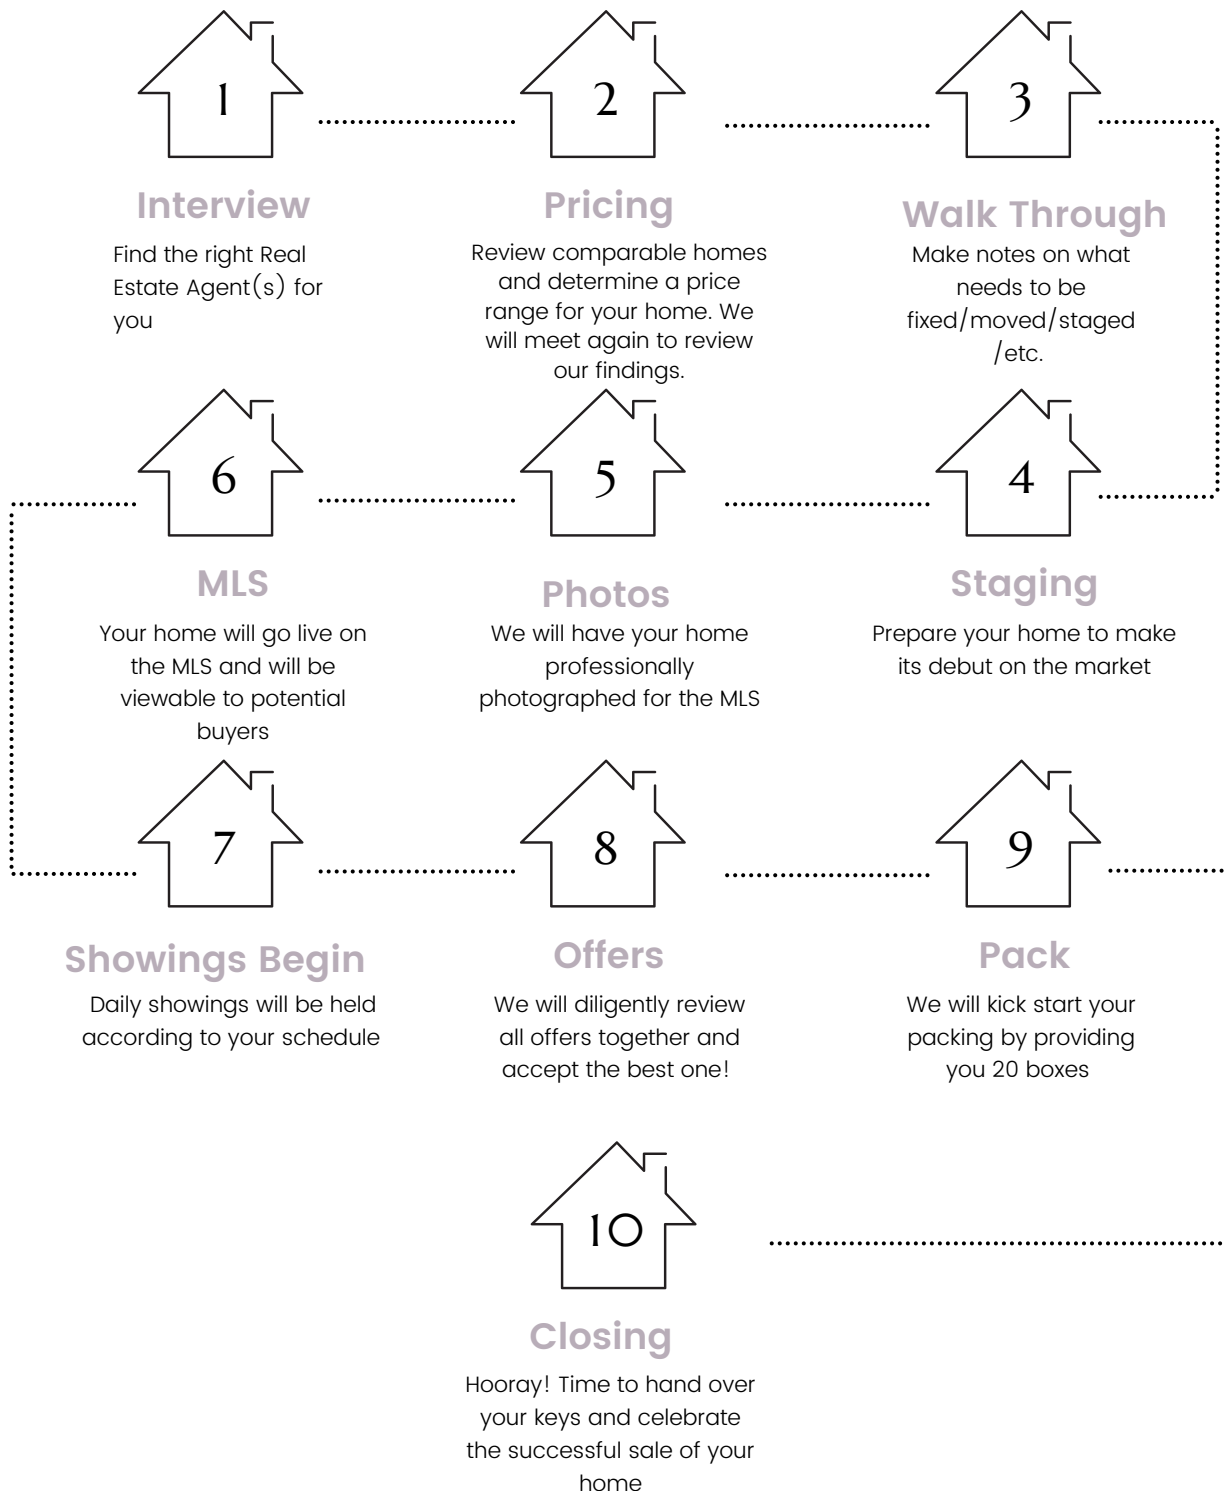 1
Interview
Find the right Real
Estate Agent(s) for
you
2
Pricing
Review comparable homes
and determine a price
range for your home. We
will meet again to review
our findings.
3
Walk Through
Make notes on what
needs to be
fixed/moved/staged
/etc.
4
Staging
Prepare your home to make
its debut on the market
5
Photos
We will have your home
professionally
photographed for the MLS
6
MLS
Your home will go live on
the MLS and will be
viewable to potential
buyers
7
Showings Begin
Daily showings will be held
according to your schedule
8
Offers
We will diligently review
all offers together and
accept the best one!
9
Pack
We will kick start your
packing by providing
you 20 boxes
10
Closing
Hooray! Time to hand over
your keys and celebrate
the successful sale of your
home